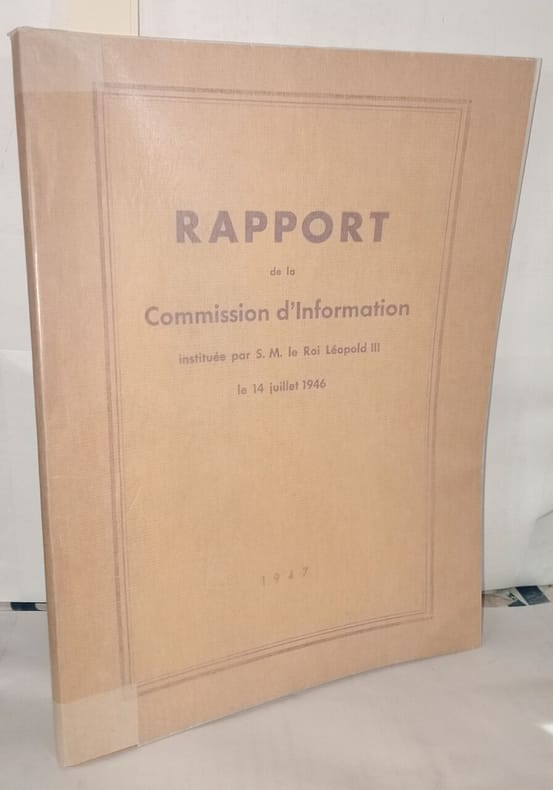 RAPPORT
de la
Commission d'Information
instituée par S. M. le Roi Léopold III
le 14 juillet 1946
1947